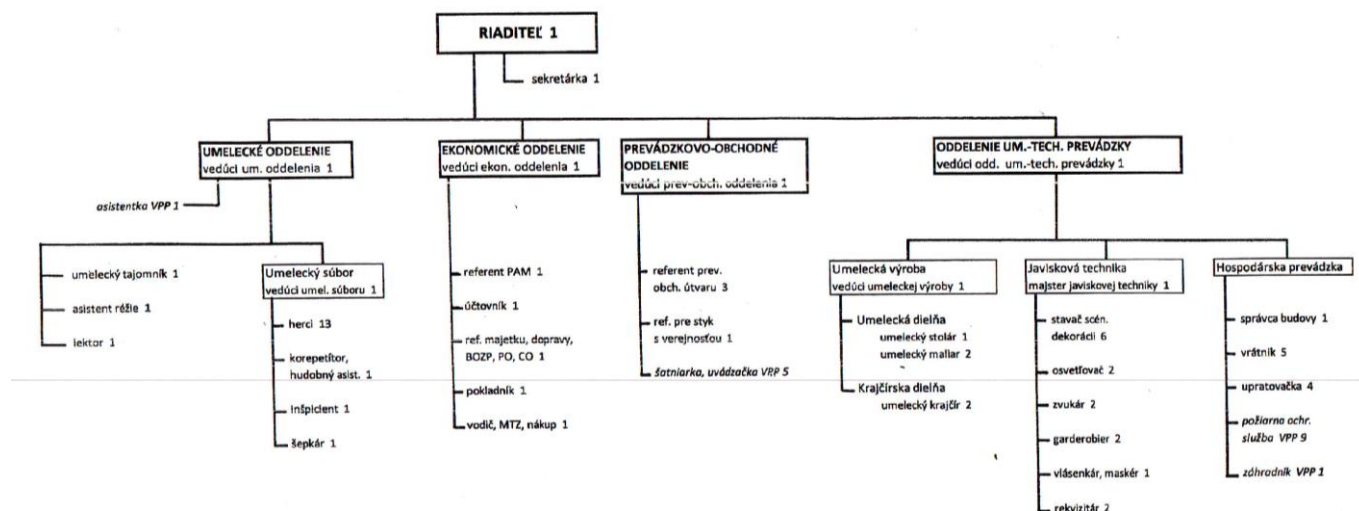 RIADITEĽ 1
sekretárka 1
UMELECKÉ ODDELENIE
vedúci um. oddelenia 1
asistentka VPP 1
umelecký tajomník 1
asistent réžie 1
lektor 1
Umelecký súbor
vedúci umel. súboru 1
herci 13
korepetítor,
hudobný asist. 1
inšpicient 1
šepkár 1
EKONOMICKÉ ODDELENIE
vedúci ekon. oddelenia 1
referent PAM 1
účtovník 1
ref. majetku, dopravy,
BOZP, PO, CO 1
pokladník 1
vodič, MTZ, nákup 1
PREVÁDZKOVO-OBCHODNÉ
ODDELENIE
vedúci prev-obch. oddelenia 1
referent prev.
obch. útvaru 3
ref. pre styk
s verejnosťou 1
šatniarka, uvádzačka VPP 5
ODDELENIE UM.-TECH. PREVÁDZKY
vedúci odd. um.-tech. prevádzky 1
Umelecká výroba
vedúci umeleckej výroby 1
Umelecká dielňa
umelecký stolár 1
umelecký maliar 2
Krajčírska dielňa
umelecký krajčír 2
Javisková technika
majster javiskovej techniky 1
stavač scén.
dekorácií 6
osvetľovač 2
zvukár 2
garderobier 2
vlásenkár, maskér 1
rekvizitár 2
Hospodárska prevádzka
správca budovy 1
vrátnik 5
upratovačka 4
požiarna ochr.
služba VPP 9
záhradník VPP 1